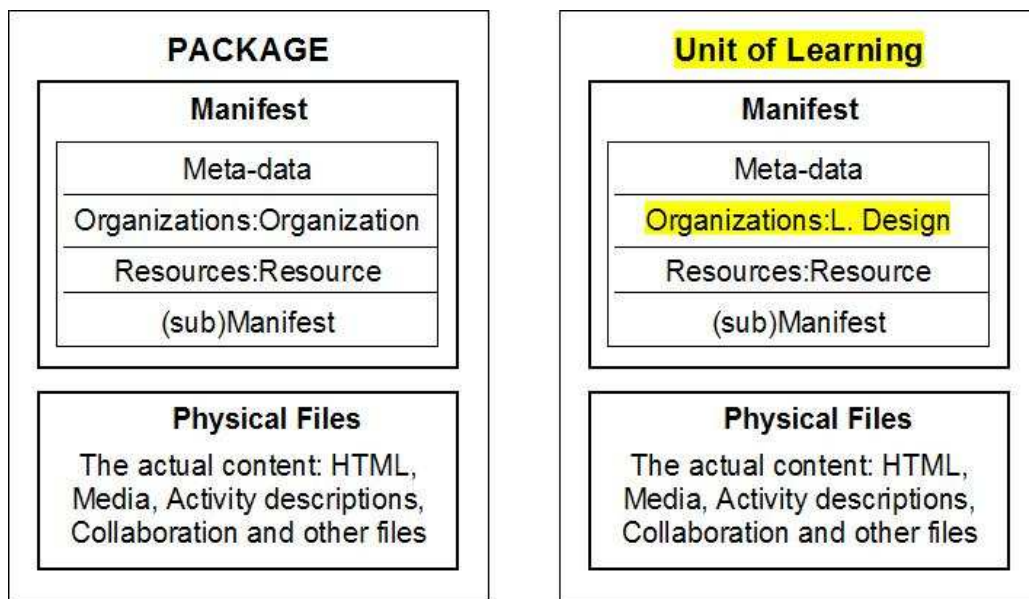 PACKAGE
Manifest
Meta-data
Organizations:Organization
Resources:Resource
(sub)Manifest
Physical Files
The actual content: HTML,
Media, Activity descriptions,
Collaboration and other files
Unit of Learning
Manifest
Meta-data
Organizations:L. Design
Resources:Resource
(sub)Manifest
Physical Files
The actual content: HTML,
Media, Activity descriptions,
Collaboration and other files